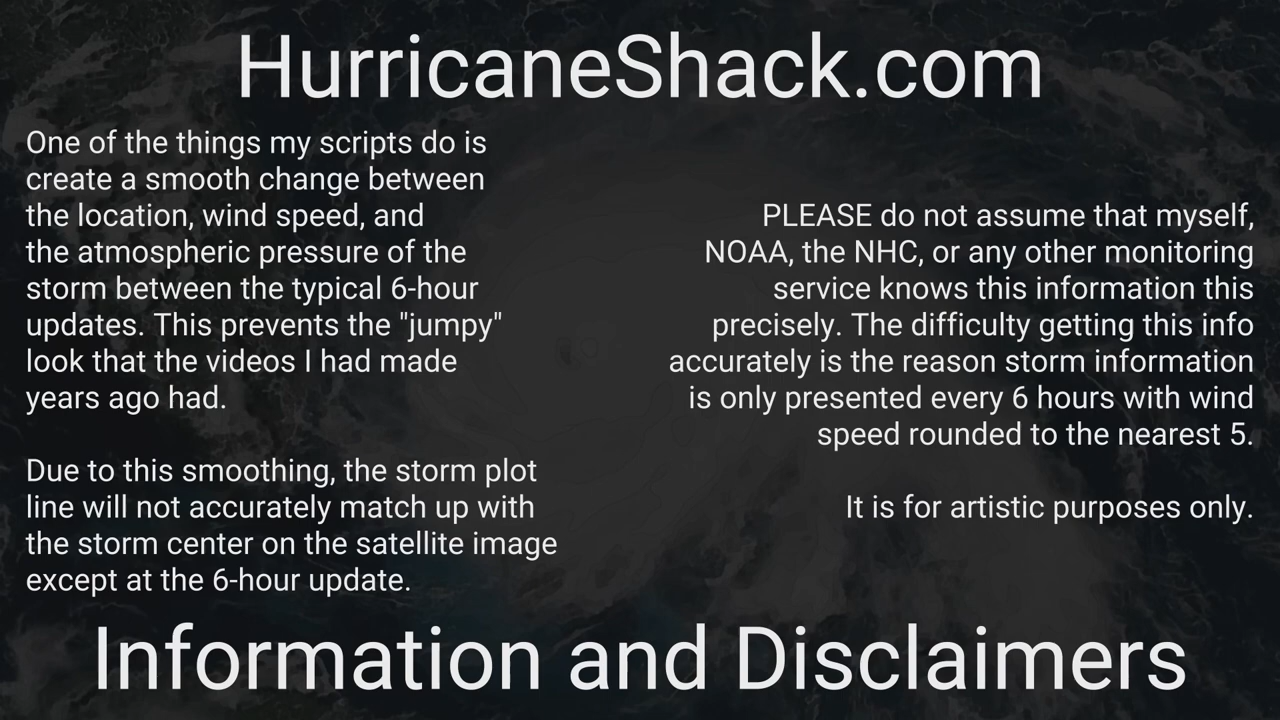 HurricaneShack.com
One of the things my scripts do is
create a smooth change between
the location, wind speed, and
the atmospheric pressure of the
storm between the typical 6-hour
updates. This prevents the "jumpy"
look that the videos I had made
years ago had.
Due to this smoothing, the storm plot
line will not accurately match up with
the storm center on the satellite image
except at the 6-hour update.
PLEASE do not assume that myself,
NOAA, the NHC, or any other monitoring
service knows this information this
precisely. The difficulty getting this info
accurately is the reason storm information
is only presented every 6 hours with wind
speed rounded to the nearest 5.
It is for artistic purposes only.
Information and Disclaimers